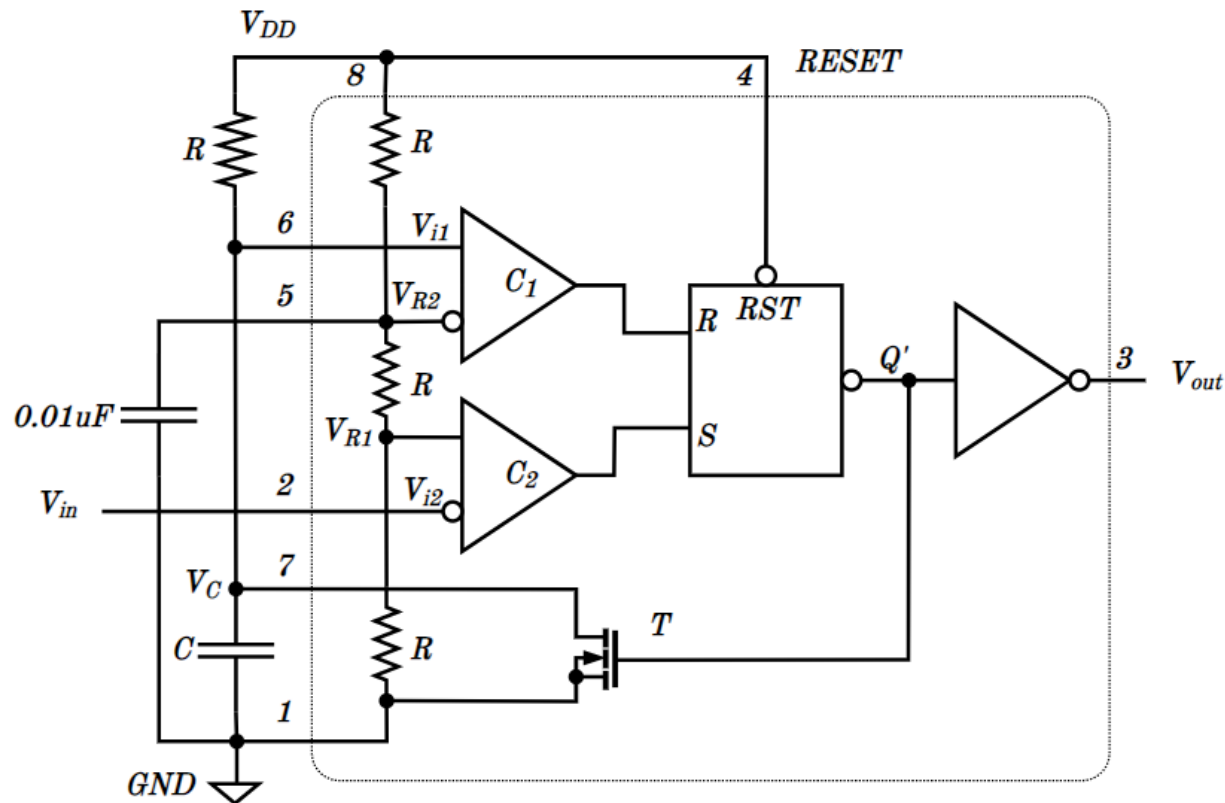 V_DD
8
4
RESET
R
R
6
V_i1
C_1
5
V_R2
R
RST
Q'
3
V_out
0.01uF
R
V_R1
S
2
V_i2
C_2
V_in
7
V_C
T
C
R
1
GND